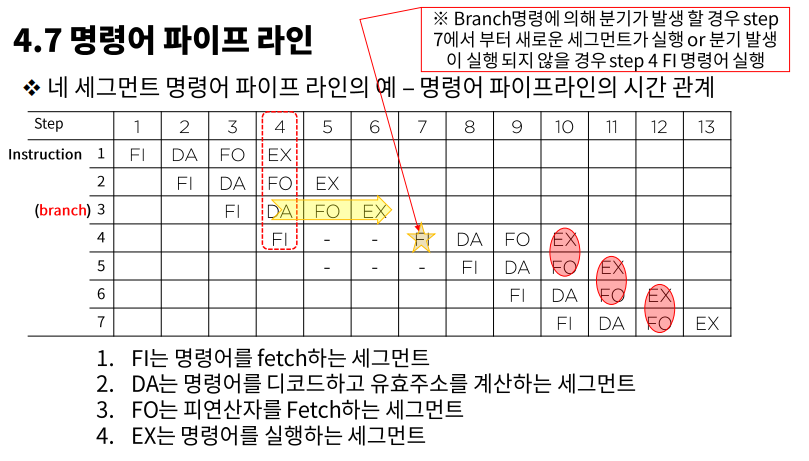 4.7 명령어 파이프 라인
※ Branch명령에 의해 분기가 발생 할 경우 step
7에서 부터 새로운 세그먼트가 실행 or 분기 발생
이 실행 되지 않을 경우 step 4 FI 명령어 실행
❖ 네 세그먼트 명령어 파이프 라인의 예 – 명령어 파이프라인의 시간 관계
Step 1 2 3 4 5 6 7 8 9 10 11 12 13
Instruction 1 FI DA FO EX
2 FI DA FO EX
(branch) 3 FI DA FO EX
4 FI - - FI DA FO EX
5 - - - FI DA FO EX
6 FI DA FO EX
7 FI DA FO EX
1. FI는 명령어를 fetch하는 세그먼트
2. DA는 명령어를 디코드하고 유효주소를 계산하는 세그먼트
3. FO는 피연산자를 Fetch하는 세그먼트
4. EX는 명령어를 실행하는 세그먼트